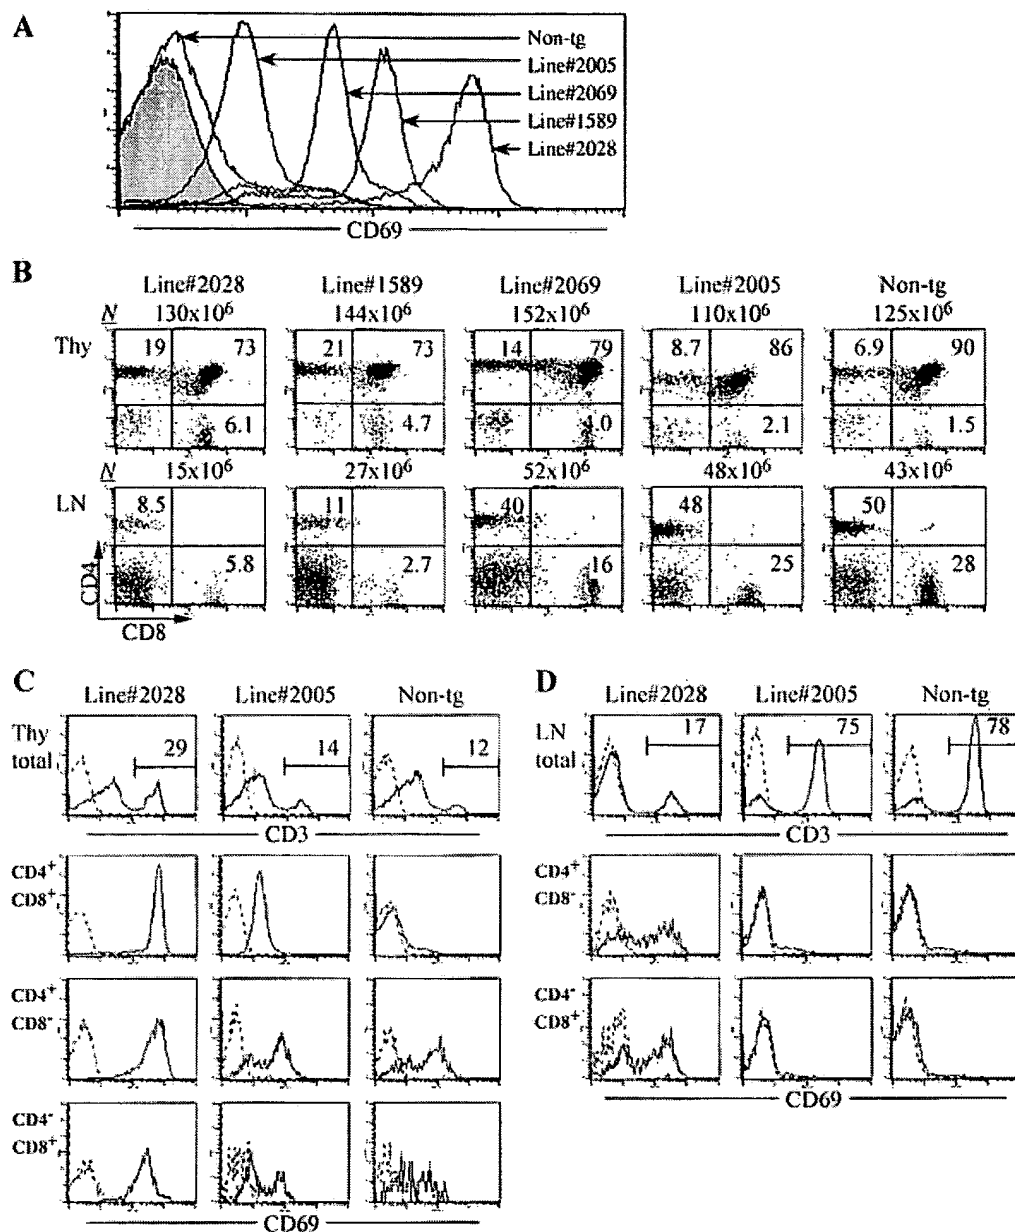 A
Non-tg
Line#2005
Line#2069
Line#1589
Line#2028
CD69
B
Line#2028 Line#1589 Line#2069 Line#2005 Non-tg
N 130x10⁶ 144x10⁶ 152x10⁶ 110x10⁶ 125x10⁶
Thy 19 73 21 73 14 79 8.7 86 6.9 90
6.1 4.7 4.0 2.1 1.5
N 15x10⁶ 27x10⁶ 52x10⁶ 48x10⁶ 43x10⁶
LN 8.5 11 40 48 50
5.8 2.7 16 25 28
CD4
CD8
C
Line#2028 Line#2005 Non-tg
Thy total 29 14 12
CD3
CD4⁺ CD8⁺
CD4⁺ CD8⁻
CD4⁻ CD8⁺
CD69
D
Line#2028 Line#2005 Non-tg
LN total 17 75 78
CD3
CD4⁺ CD8⁻
CD4⁻ CD8⁺
CD69